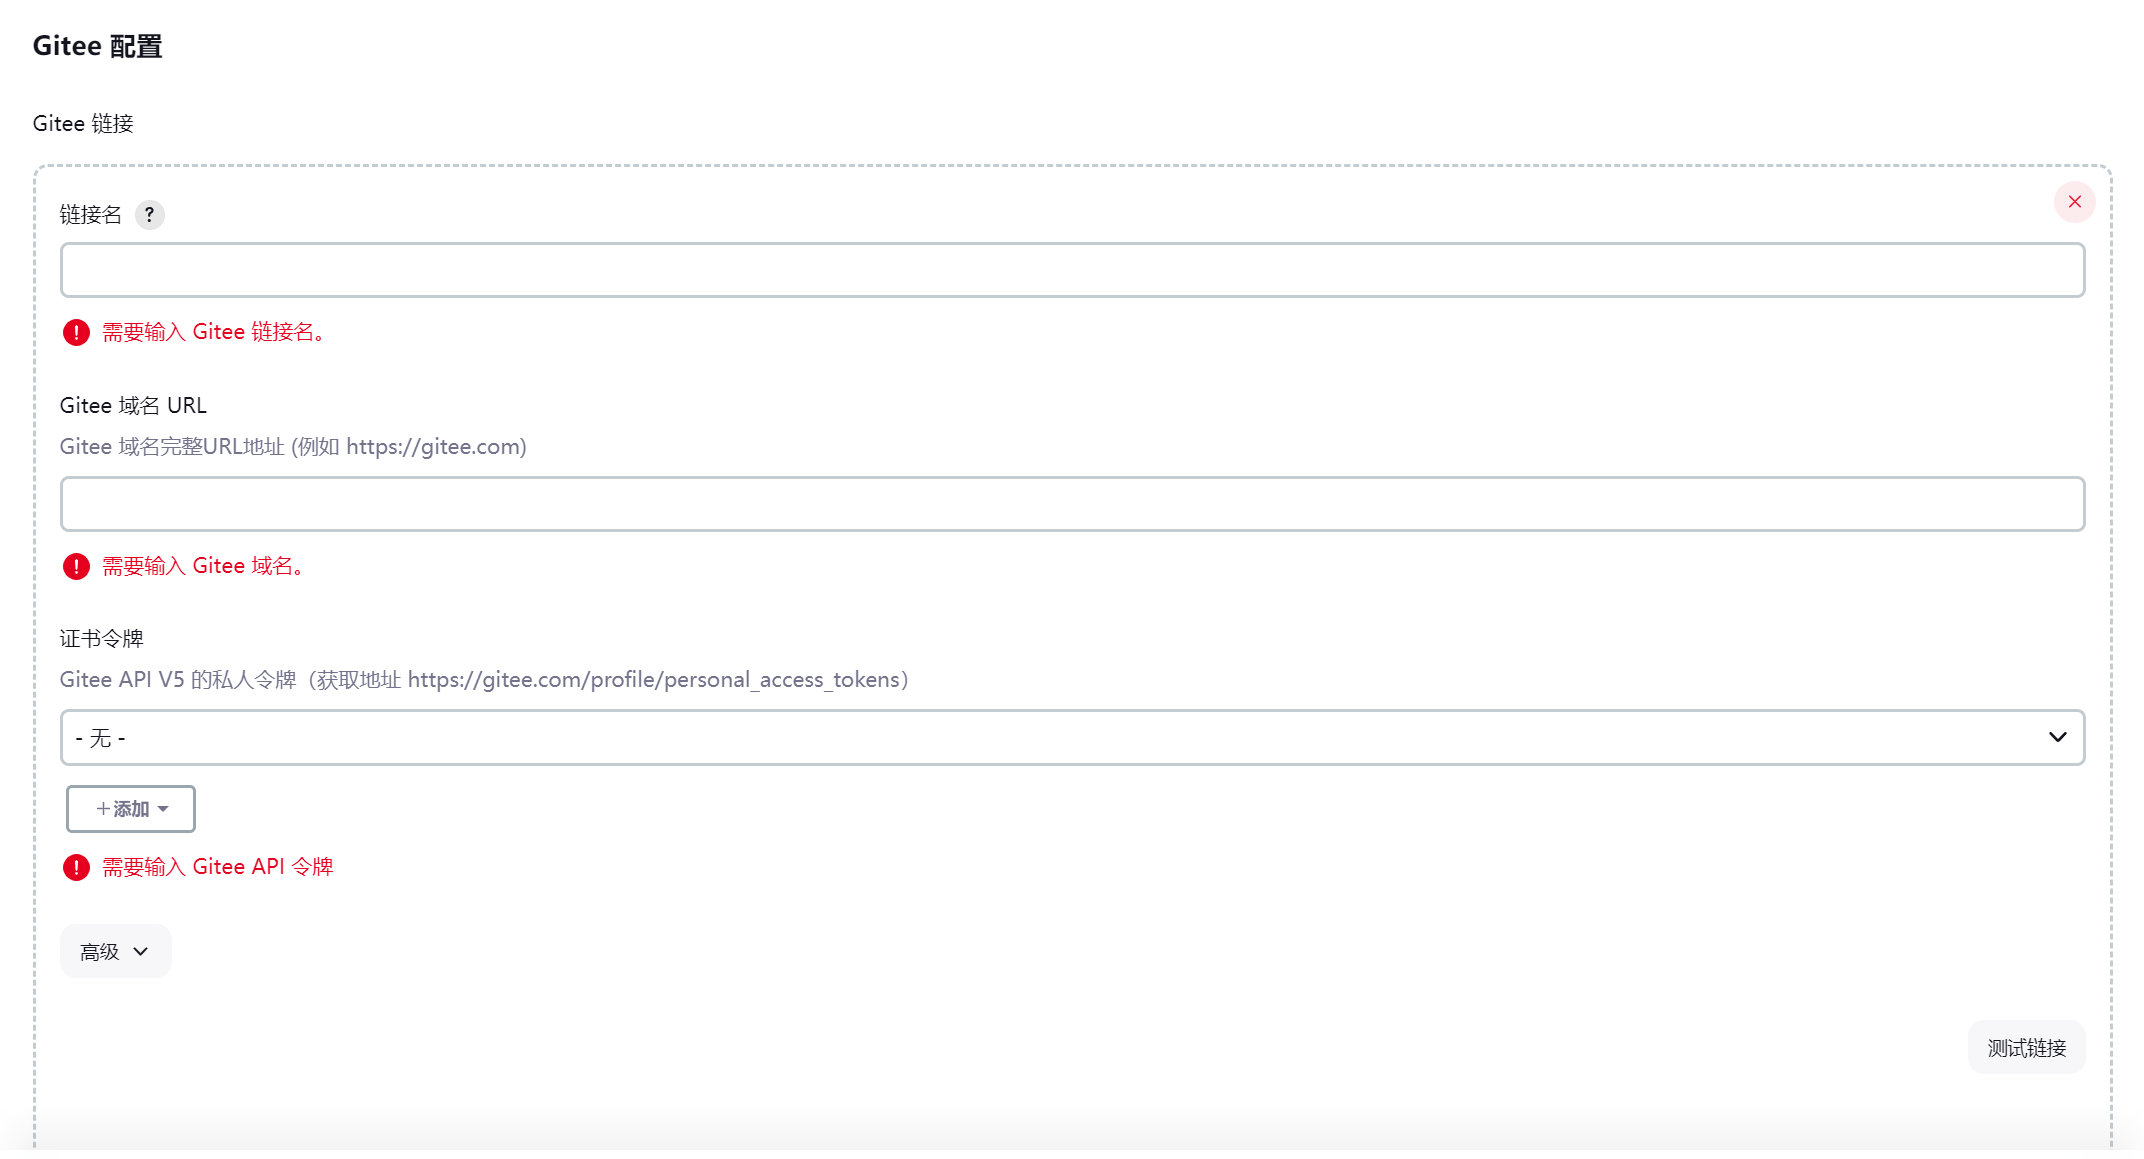 Gitee 配置
Gitee 链接
链接名 ?
需要输入 Gitee 链接名。
Gitee 域名 URL
Gitee 域名完整URL地址 (例如 https://gitee.com)
需要输入 Gitee 域名。
证书令牌
Gitee API V5 的私人令牌（获取地址 https://gitee.com/profile/personal_access_tokens）
- 无 -
+添加
需要输入 Gitee API 令牌
高级
测试链接